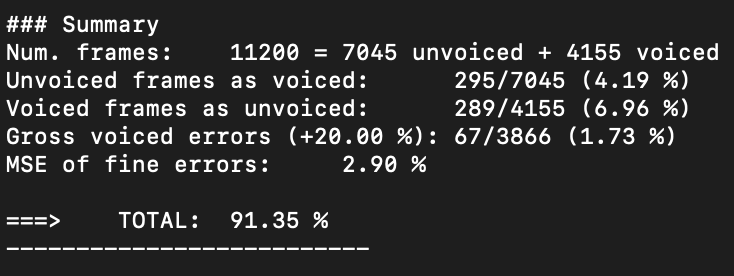 ### Summary
Num. frames:    11200 = 7045 unvoiced + 4155 voiced
Unvoiced frames as voiced:      295/7045 (4.19 %)
Voiced frames as unvoiced:      289/4155 (6.96 %)
Gross voiced errors (+20.00 %): 67/3866 (1.73 %)
MSE of fine errors:     2.90 %
===>    TOTAL:  91.35 %
--------------------------